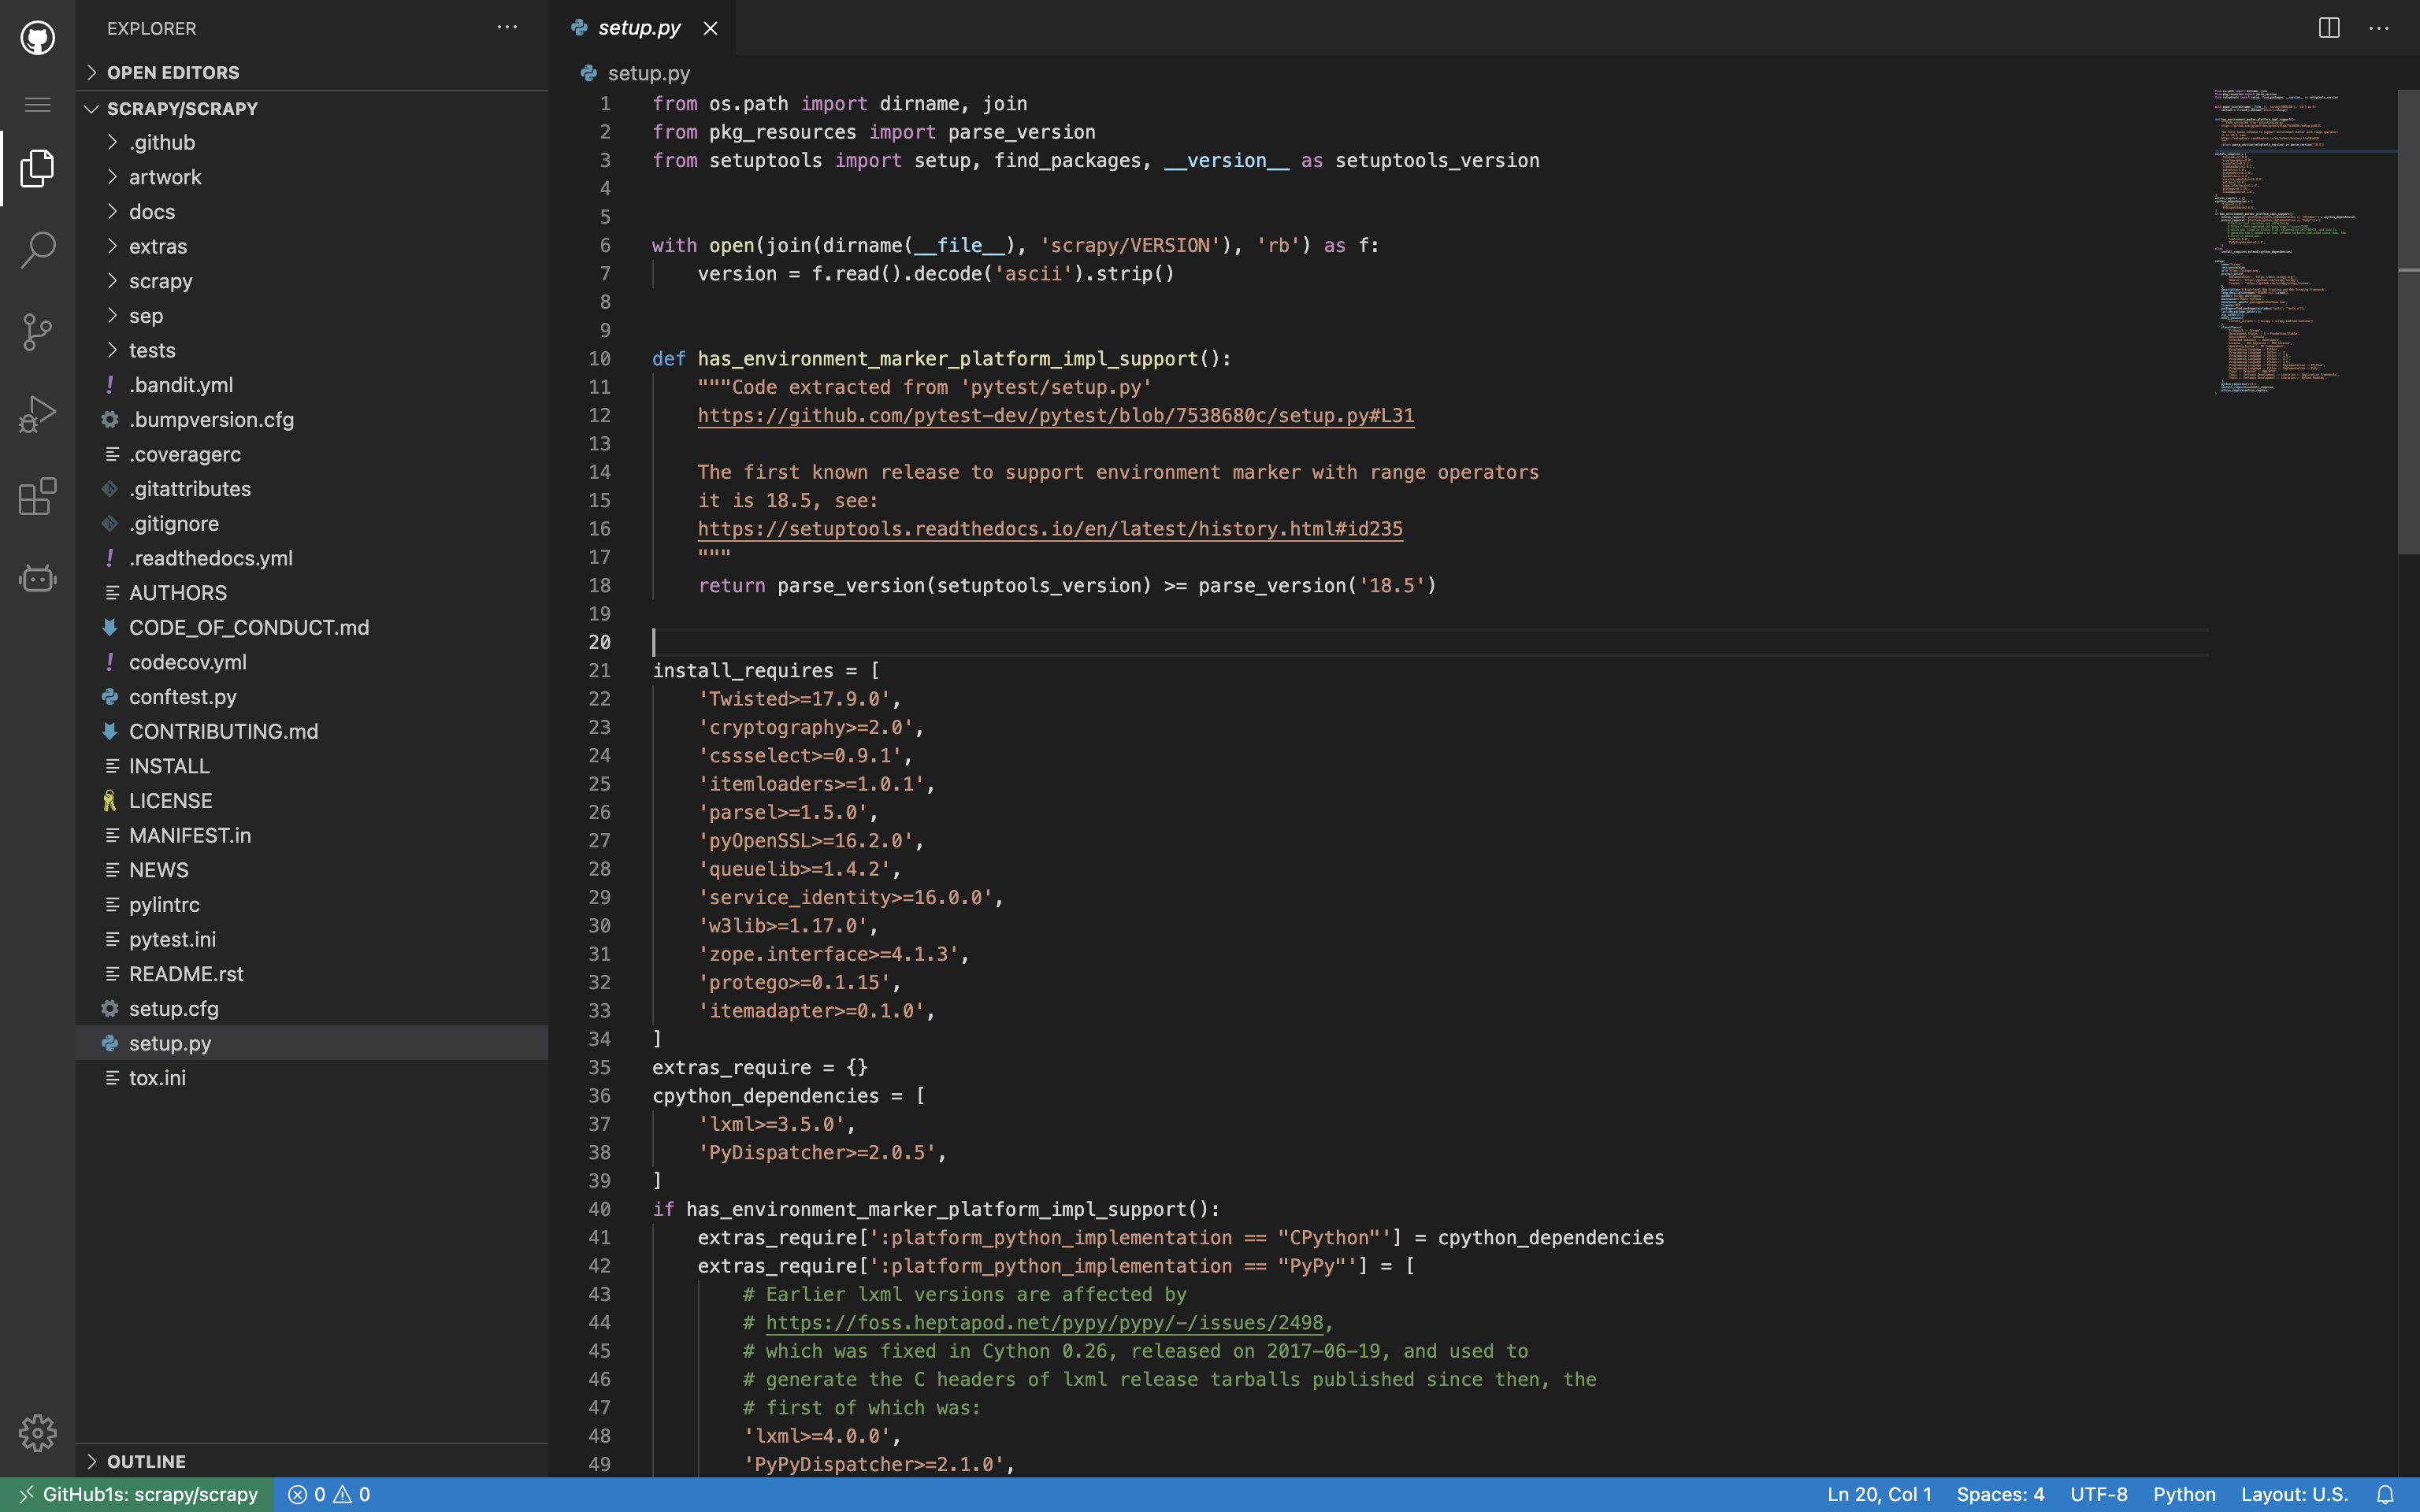 EXPLORER
OPEN EDITORS
SCRAPY/SCRAPY
.github
artwork
docs
extras
scrapy
sep
tests
.bandit.yml
.bumpversion.cfg
.coveragerc
.gitattributes
.gitignore
.readthedocs.yml
AUTHORS
CODE_OF_CONDUCT.md
codecov.yml
conftest.py
CONTRIBUTING.md
INSTALL
LICENSE
MANIFEST.in
NEWS
pylintrc
pytest.ini
README.rst
setup.cfg
setup.py
tox.ini
OUTLINE
setup.py
setup.py
1 from os.path import dirname, join
2 from pkg_resources import parse_version
3 from setuptools import setup, find_packages, __version__ as setuptools_version
4
5
6 with open(join(dirname(__file__), 'scrapy/VERSION'), 'rb') as f:
7     version = f.read().decode('ascii').strip()
8
9
10 def has_environment_marker_platform_impl_support():
11     """Code extracted from 'pytest/setup.py'
12     https://github.com/pytest-dev/pytest/blob/7538680c/setup.py#L31
13
14     The first known release to support environment marker with range operators
15     it is 18.5, see:
16     https://setuptools.readthedocs.io/en/latest/history.html#id235
17     """
18     return parse_version(setuptools_version) >= parse_version('18.5')
19
20
21 install_requires = [
22     'Twisted>=17.9.0',
23     'cryptography>=2.0',
24     'cssselect>=0.9.1',
25     'itemloaders>=1.0.1',
26     'parsel>=1.5.0',
27     'pyOpenSSL>=16.2.0',
28     'queuelib>=1.4.2',
29     'service_identity>=16.0.0',
30     'w3lib>=1.17.0',
31     'zope.interface>=4.1.3',
32     'protego>=0.1.15',
33     'itemadapter>=0.1.0',
34 ]
35 extras_require = {}
36 cpython_dependencies = [
37     'lxml>=3.5.0',
38     'PyDispatcher>=2.0.5',
39 ]
40 if has_environment_marker_platform_impl_support():
41     extras_require[':platform_python_implementation == "CPython"'] = cpython_dependencies
42     extras_require[':platform_python_implementation == "PyPy"'] = [
43         # Earlier lxml versions are affected by
44         # https://foss.heptapod.net/pypy/pypy/-/issues/2498,
45         # which was fixed in Cython 0.26, released on 2017-06-19, and used to
46         # generate the C headers of lxml release tarballs published since then, the
47         # first of which was:
48         'lxml>=4.0.0',
49         'PyPyDispatcher>=2.1.0',
GitHub1s: scrapy/scrapy 0 0 Ln 20, Col 1 Spaces: 4 UTF-8 Python Layout: U.S.